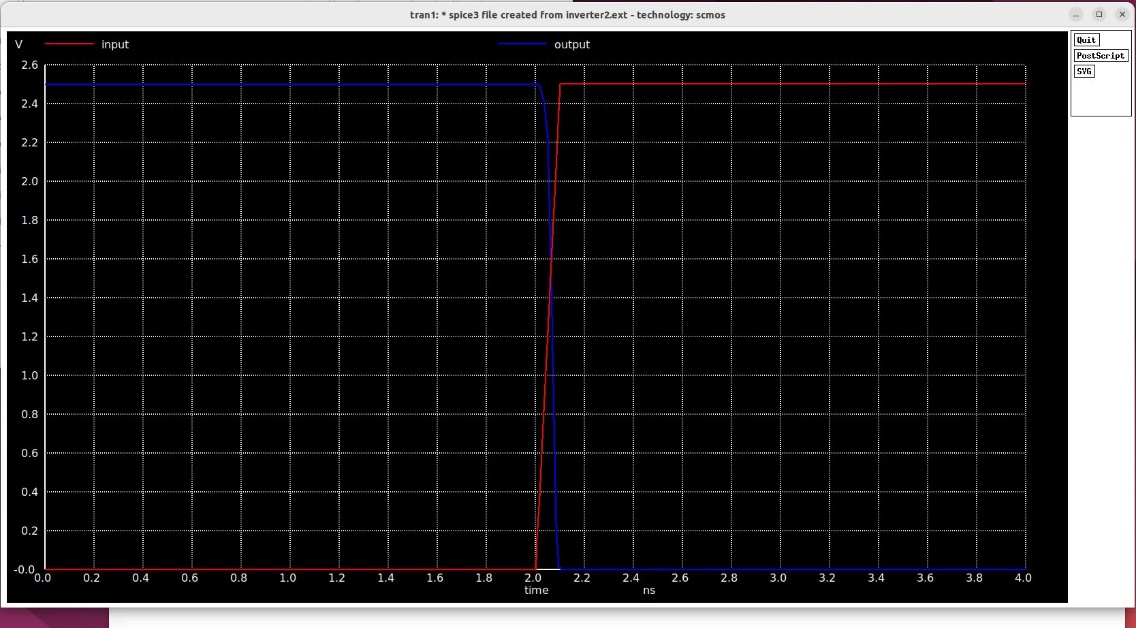 tran1: * spice3 file created from inverter2.ext - technology: scmos
Quit
PostScript
SVG
V input output
2.6
2.4
2.2
2.0
1.8
1.6
1.4
1.2
1.0
0.8
0.6
0.4
0.2
-0.0
0.0 0.2 0.4 0.6 0.8 1.0 1.2 1.4 1.6 1.8 2.0 2.2 2.4 2.6 2.8 3.0 3.2 3.4 3.6 3.8 4.0
time ns